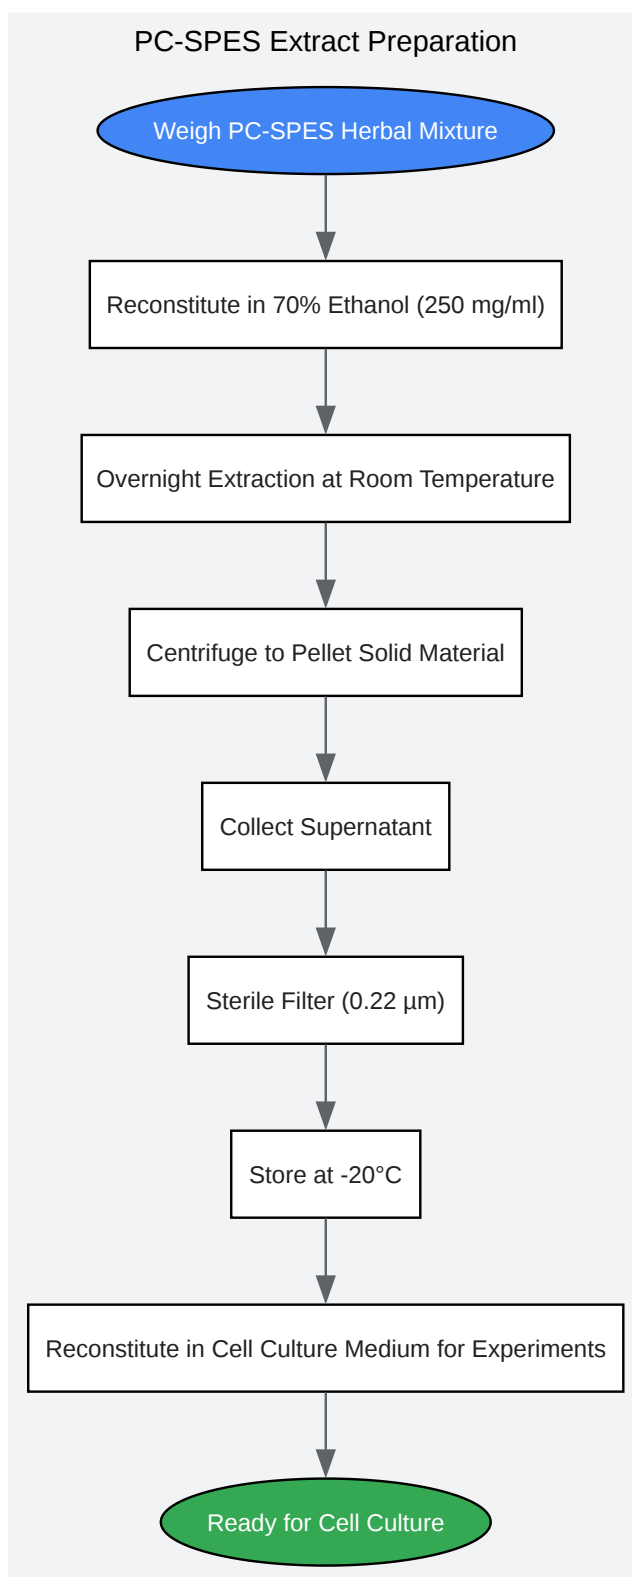 PC-SPES Extract Preparation
Weigh PC-SPES Herbal Mixture
Reconstitute in 70% Ethanol (250 mg/ml)
Overnight Extraction at Room Temperature
Centrifuge to Pellet Solid Material
Collect Supernatant
Sterile Filter (0.22 µm)
Store at -20°C
Reconstitute in Cell Culture Medium for Experiments
Ready for Cell Culture